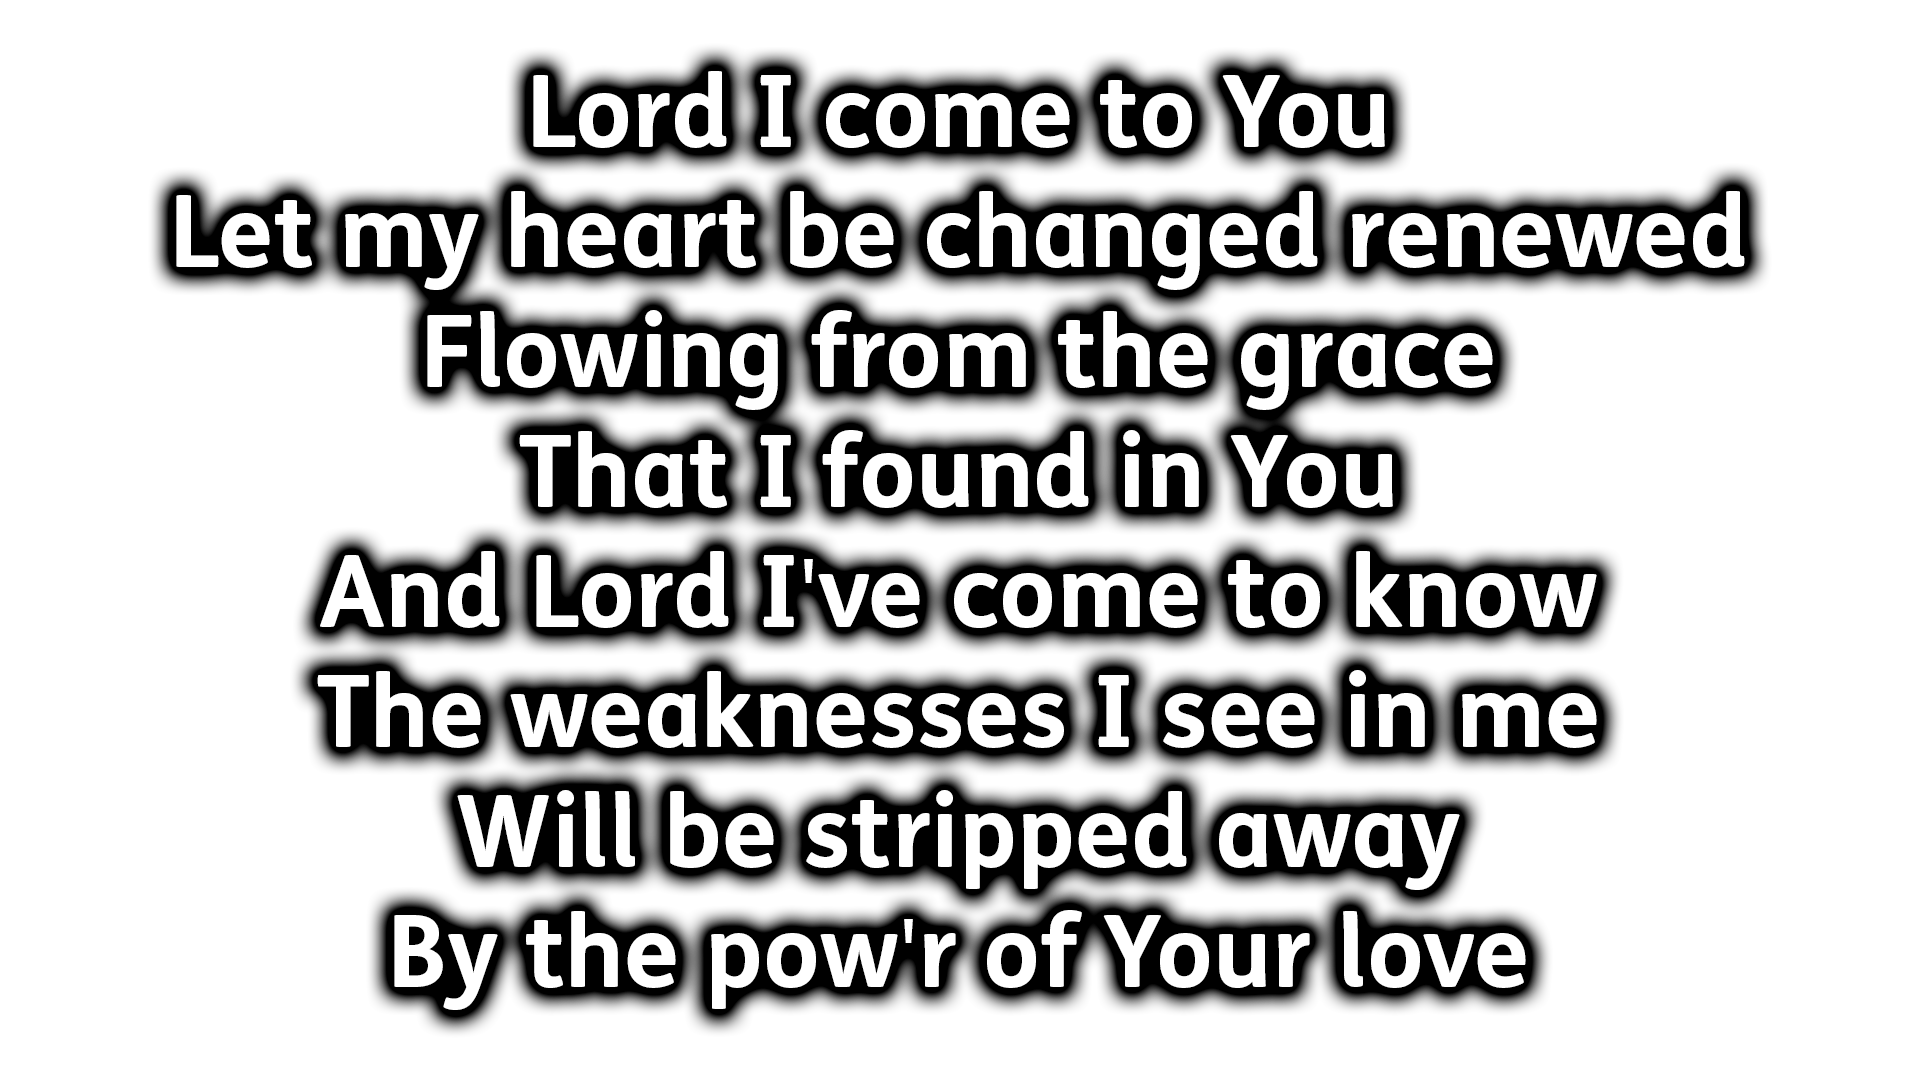 Lord I come to You
Let my heart be changed renewed
Flowing from the grace
That I found in You
And Lord I've come to know
The weaknesses I see in me
Will be stripped away
By the pow'r of Your love